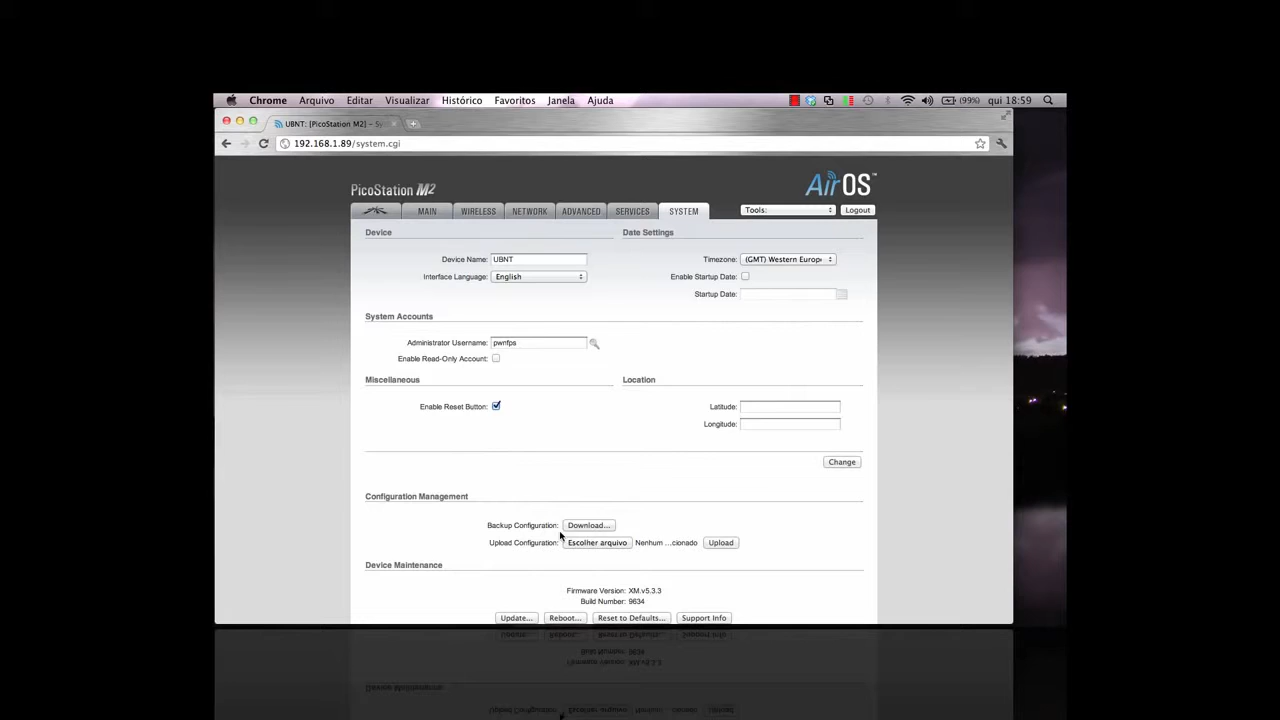 Chrome Arquivo Editar Visualizar Histórico Favoritos Janela Ajuda (99%) qui 18:59
UBNT: [PicoStation M2] – Sy
192.168.1.89/system.cgi
PicoStation M2
AirOS™
MAIN WIRELESS NETWORK ADVANCED SERVICES SYSTEM Tools: Logout
Device Date Settings
Device Name: UBNT Timezone: (GMT) Western Europ
Interface Language: English Enable Startup Date:
Startup Date:
System Accounts
Administrator Username: pwnfps
Enable Read-Only Account:
Miscellaneous Location
Enable Reset Button: Latitude:
Longitude:
Change
Configuration Management
Backup Configuration: Download...
Upload Configuration: Escolher arquivo Nenhum ...cionado Upload
Device Maintenance
Firmware Version: XM.v5.3.3
Build Number: 9634
Update... Reboot... Reset to Defaults... Support Info